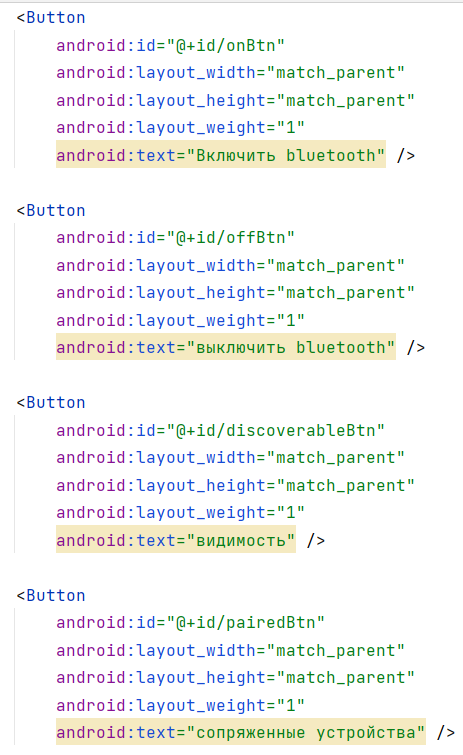 <Button
android:id="@+id/onBtn"
android:layout_width="match_parent"
android:layout_height="match_parent"
android:layout_weight="1"
android:text="Включить bluetooth" />
<Button
android:id="@+id/offBtn"
android:layout_width="match_parent"
android:layout_height="match_parent"
android:layout_weight="1"
android:text="выключить bluetooth" />
<Button
android:id="@+id/discoverableBtn"
android:layout_width="match_parent"
android:layout_height="match_parent"
android:layout_weight="1"
android:text="видимость" />
<Button
android:id="@+id/pairedBtn"
android:layout_width="match_parent"
android:layout_height="match_parent"
android:layout_weight="1"
android:text="сопряженные устройства" />